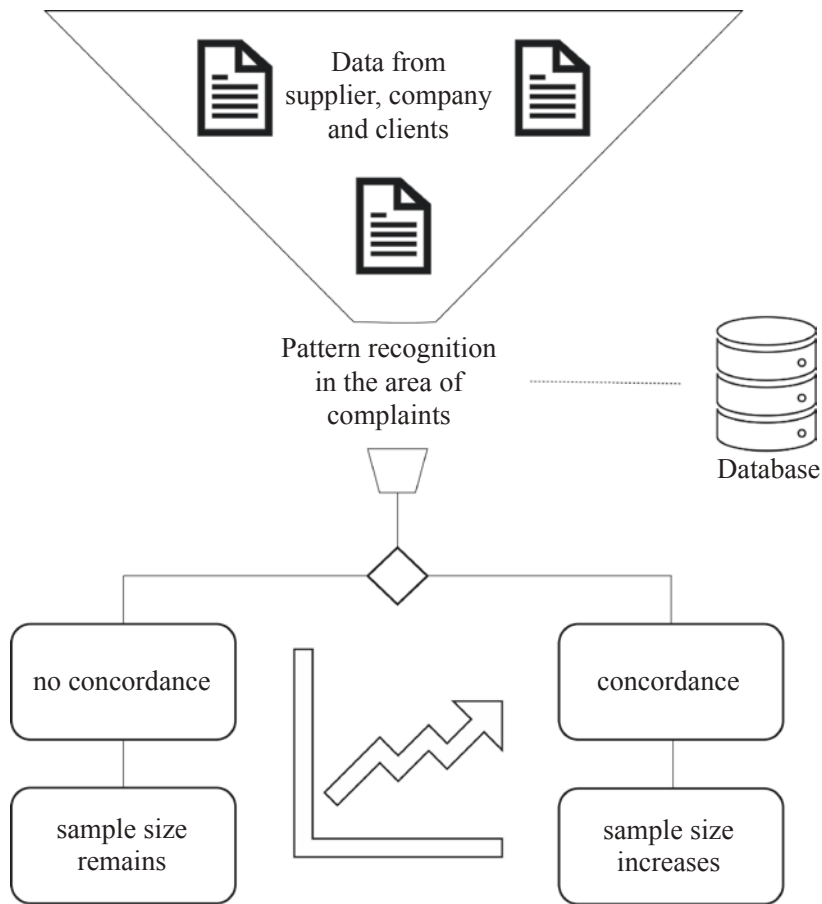 Data from
supplier, company
and clients
Pattern recognition
in the area of
complaints
Database
no concordance
concordance
sample size
remains
sample size
increases